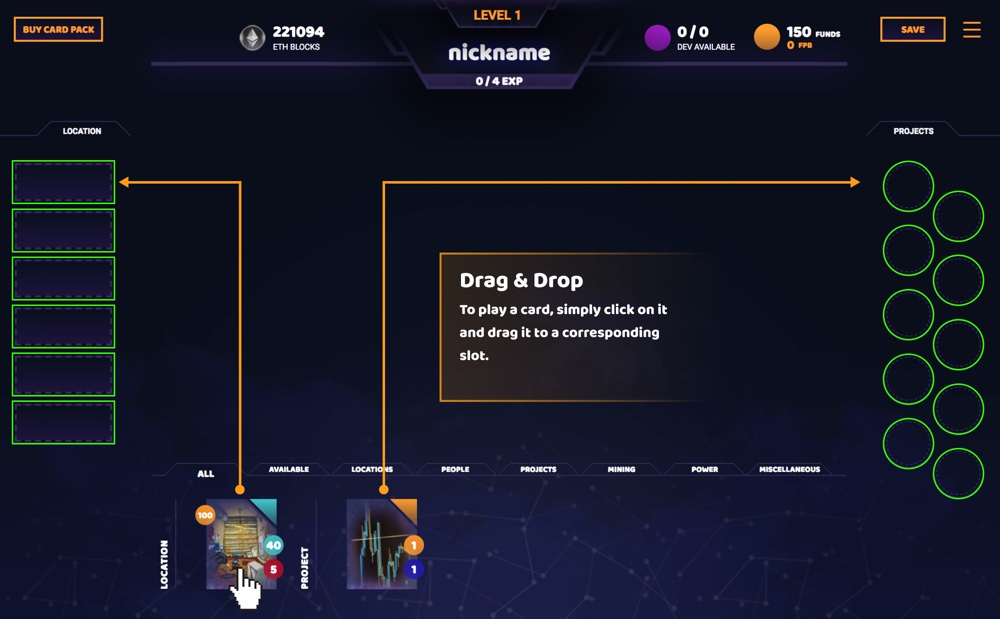 BUY CARD PACK
221094
ETH BLOCKS
LEVEL 1
nickname
0 / 4 EXP
0 / 0
DEV AVAILABLE
150 FUNDS
0 FPB
SAVE
LOCATION
PROJECTS
Drag & Drop
To play a card, simply click on it
and drag it to a corresponding
slot.
ALL
AVAILABLE
LOCATIONS
PEOPLE
PROJECTS
MINING
POWER
MISCELLANEOUS
LOCATION
100
40
5
PROJECT
1
1